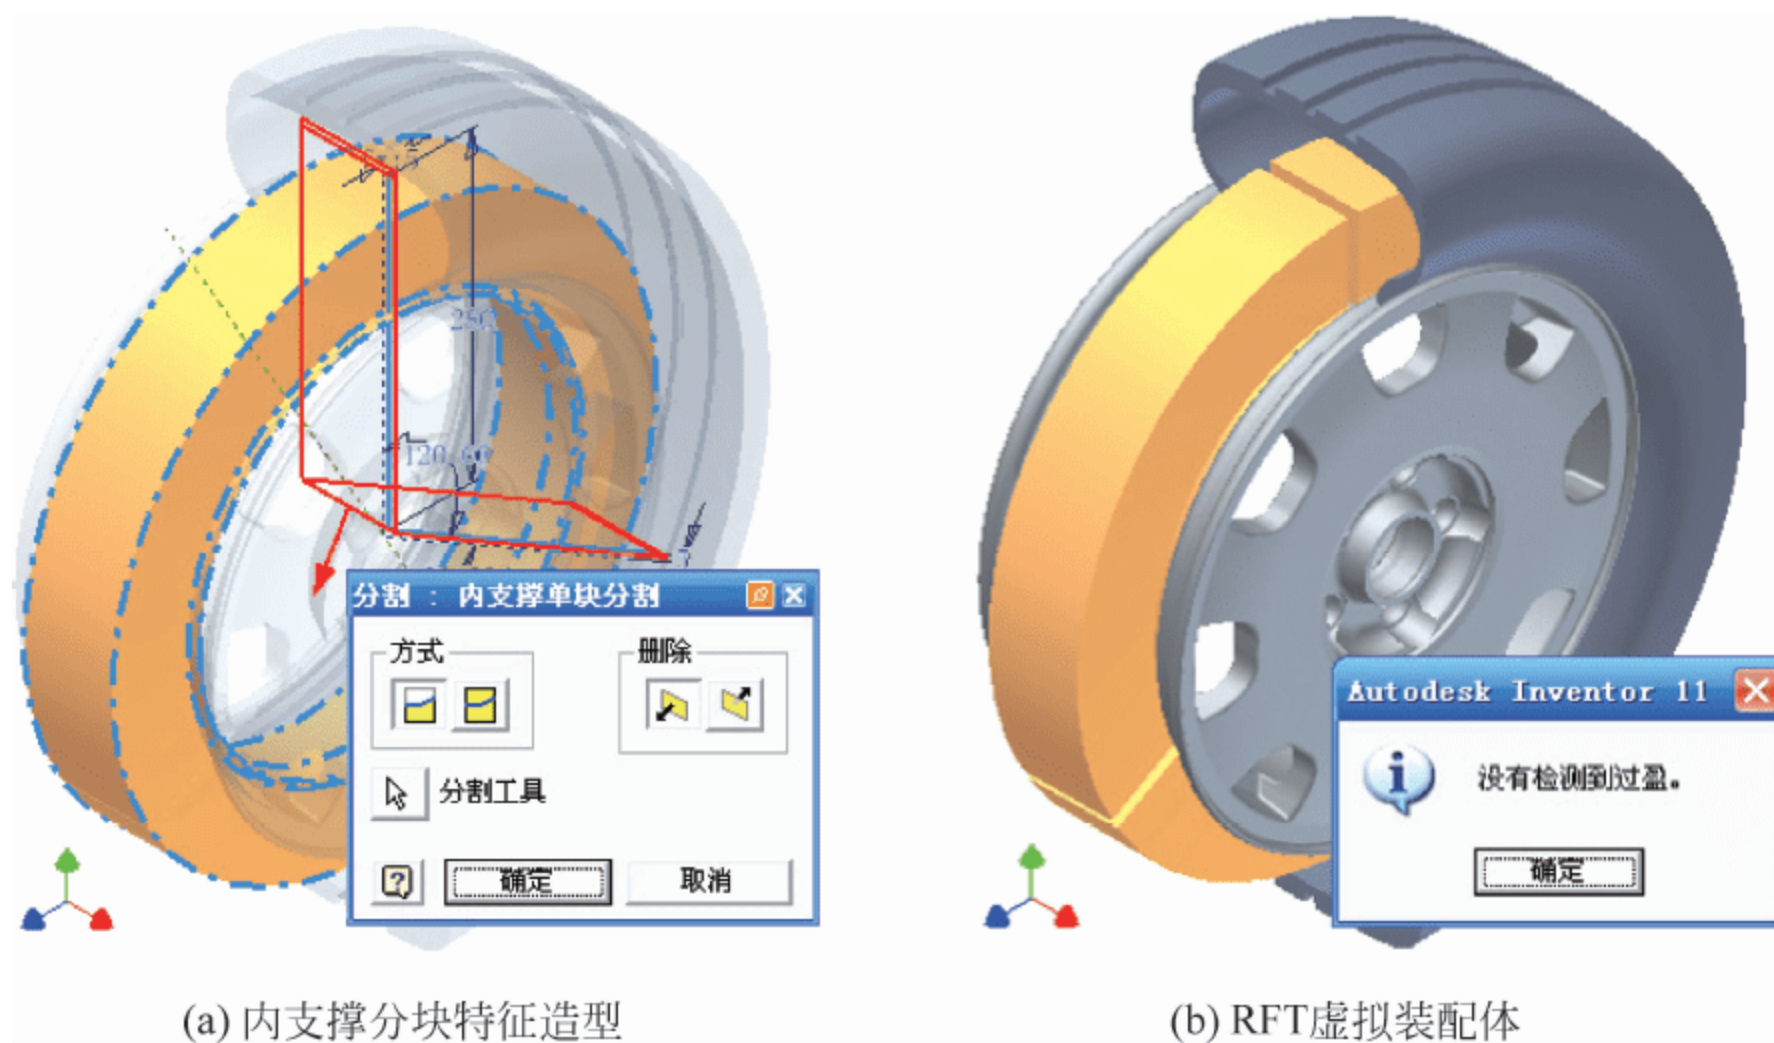 250
120.00
分割 : 内支撑单块分割
方式
删除
分割工具
确定
取消
Autodesk Inventor 11
没有检测到过盈。
确定
(a) 内支撑分块特征造型
(b) RFT虚拟装配体